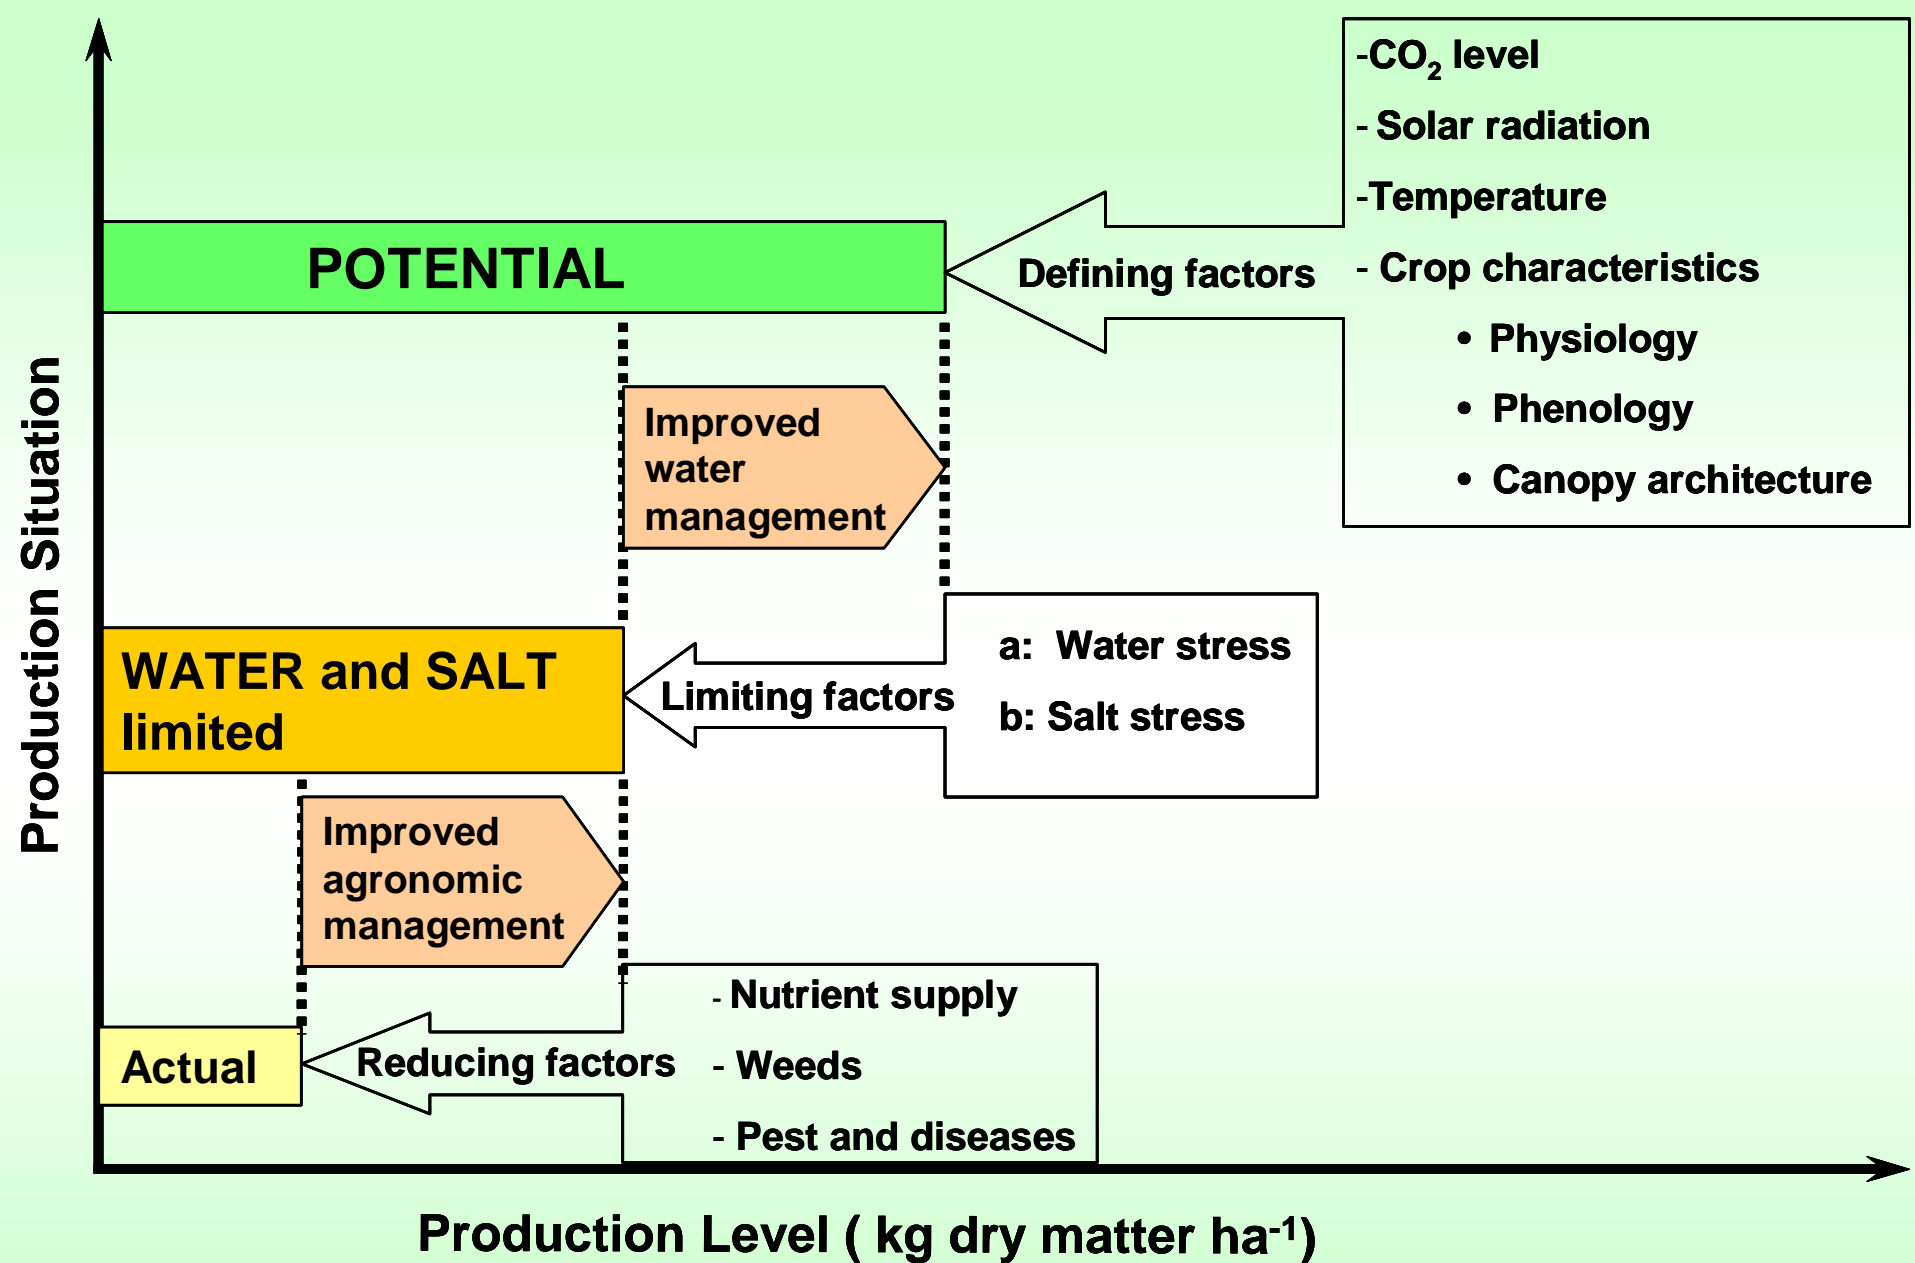 -CO₂ level
- Solar radiation
-Temperature
- Crop characteristics
• Physiology
• Phenology
• Canopy architecture
Defining factors
POTENTIAL
Improved
water
management
Production Situation
WATER and SALT
limited
Limiting factors
a: Water stress
b: Salt stress
Improved
agronomic
management
Actual
Reducing factors
- Nutrient supply
- Weeds
- Pest and diseases
Production Level ( kg dry matter ha⁻¹)